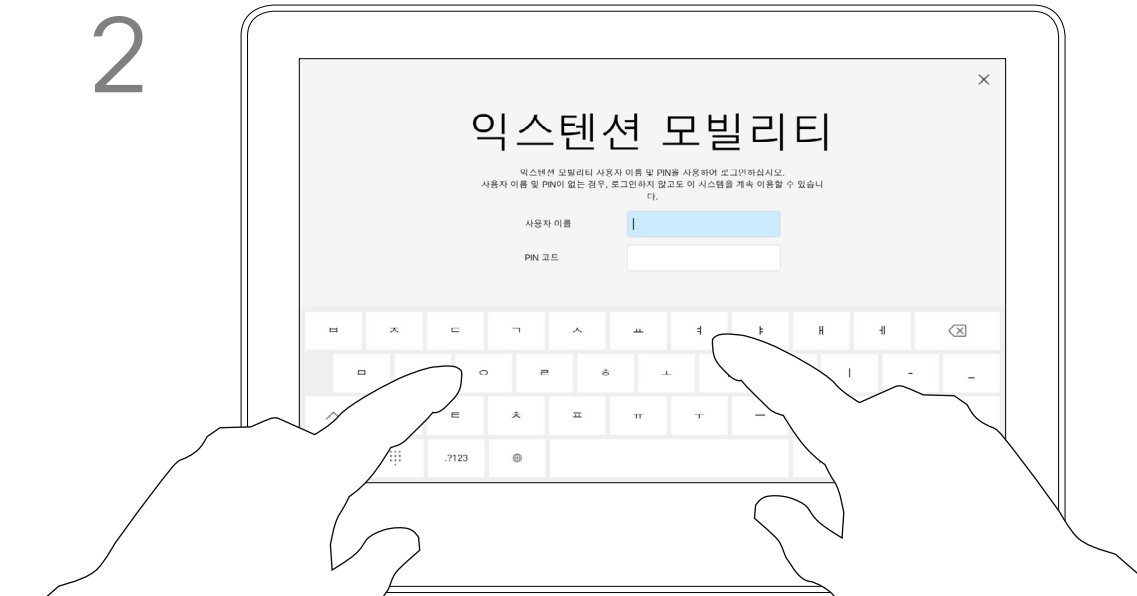 2
익스텐션 모빌리티
익스텐션 모빌리티 사용자 이름 및 PIN을 사용하여 로그인하십시오.
사용자 이름 및 PIN이 없는 경우, 로그인하지 않고도 이 시스템을 계속 이용할 수 있습니
다.
사용자 이름
PIN 코드
ㅂ ㅈ ㄷ ㄱ ㅅ ㅛ ㅕ ㅑ ㅐ ㅔ
ㅁ ㅇ ㄹ ㅎ ㅗ ㅣ - _
ㅌ ㅊ ㅍ ㅠ ㅜ ㅡ
.?123